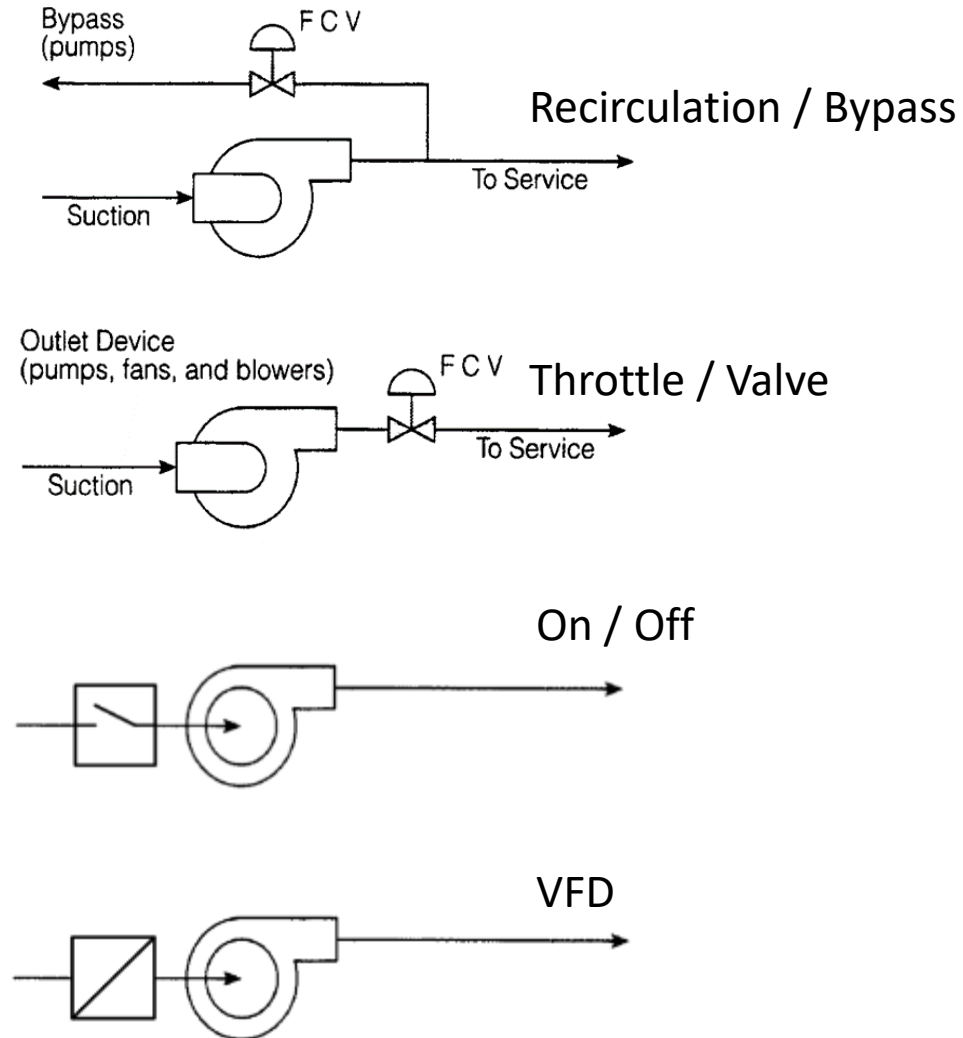 Bypass
(pumps)
F C V
Recirculation / Bypass
To Service
Suction
Outlet Device
(pumps, fans, and blowers)
F C V
Throttle / Valve
To Service
Suction
On / Off
VFD